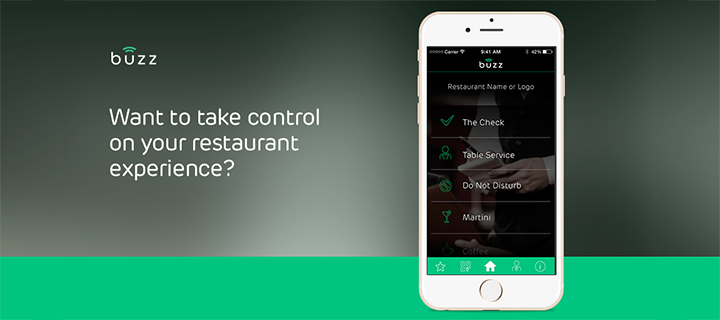 buzz
Want to take control
on your restaurant
experience?
Carrier 9:41 AM 42%
buzz
Restaurant Name or Logo
The Check
Table Service
Do Not Disturb
Martini
Coffee